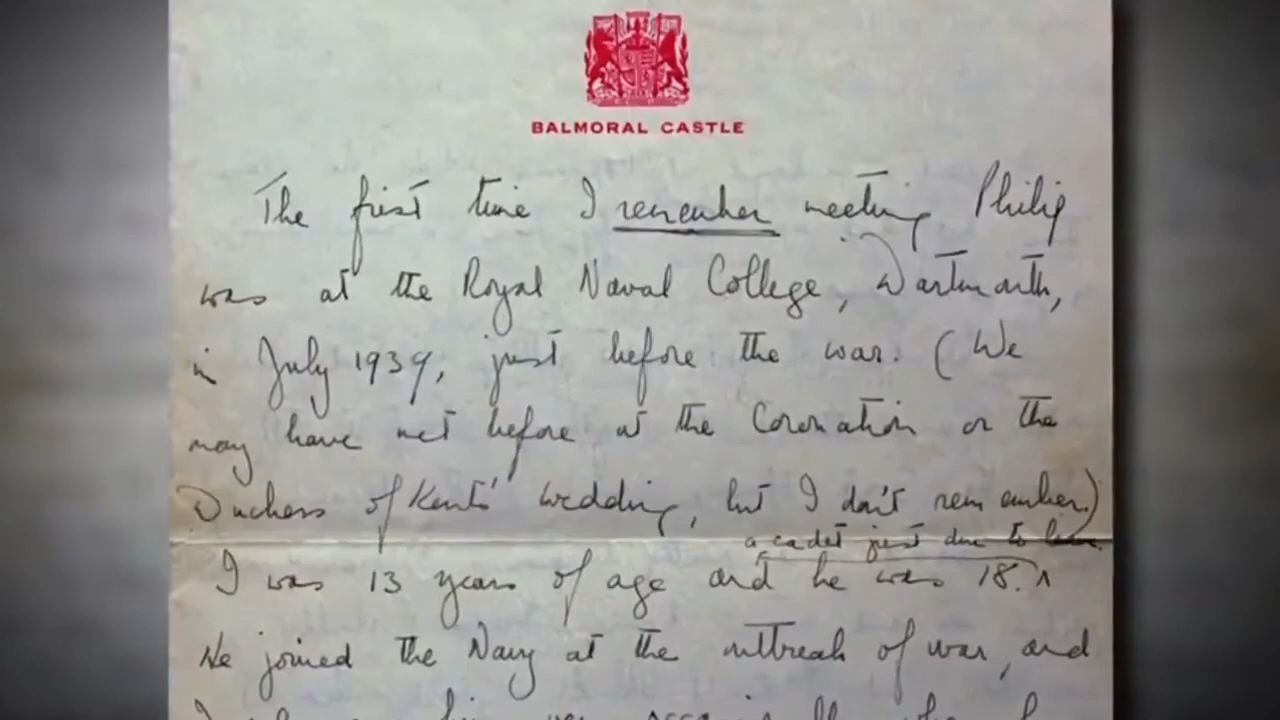 BALMORAL CASTLE
The first time I remember meeting Philip
was at the Royal Naval College, Dartmouth,
in July 1939, just before the war. (We
may have met before at the Coronation or the
Duchess of Kents' wedding, but I don't remember.)
a cadet just due to
I was 13 years of age and he was 18. ^
He joined the Navy at the outbreak of war, and